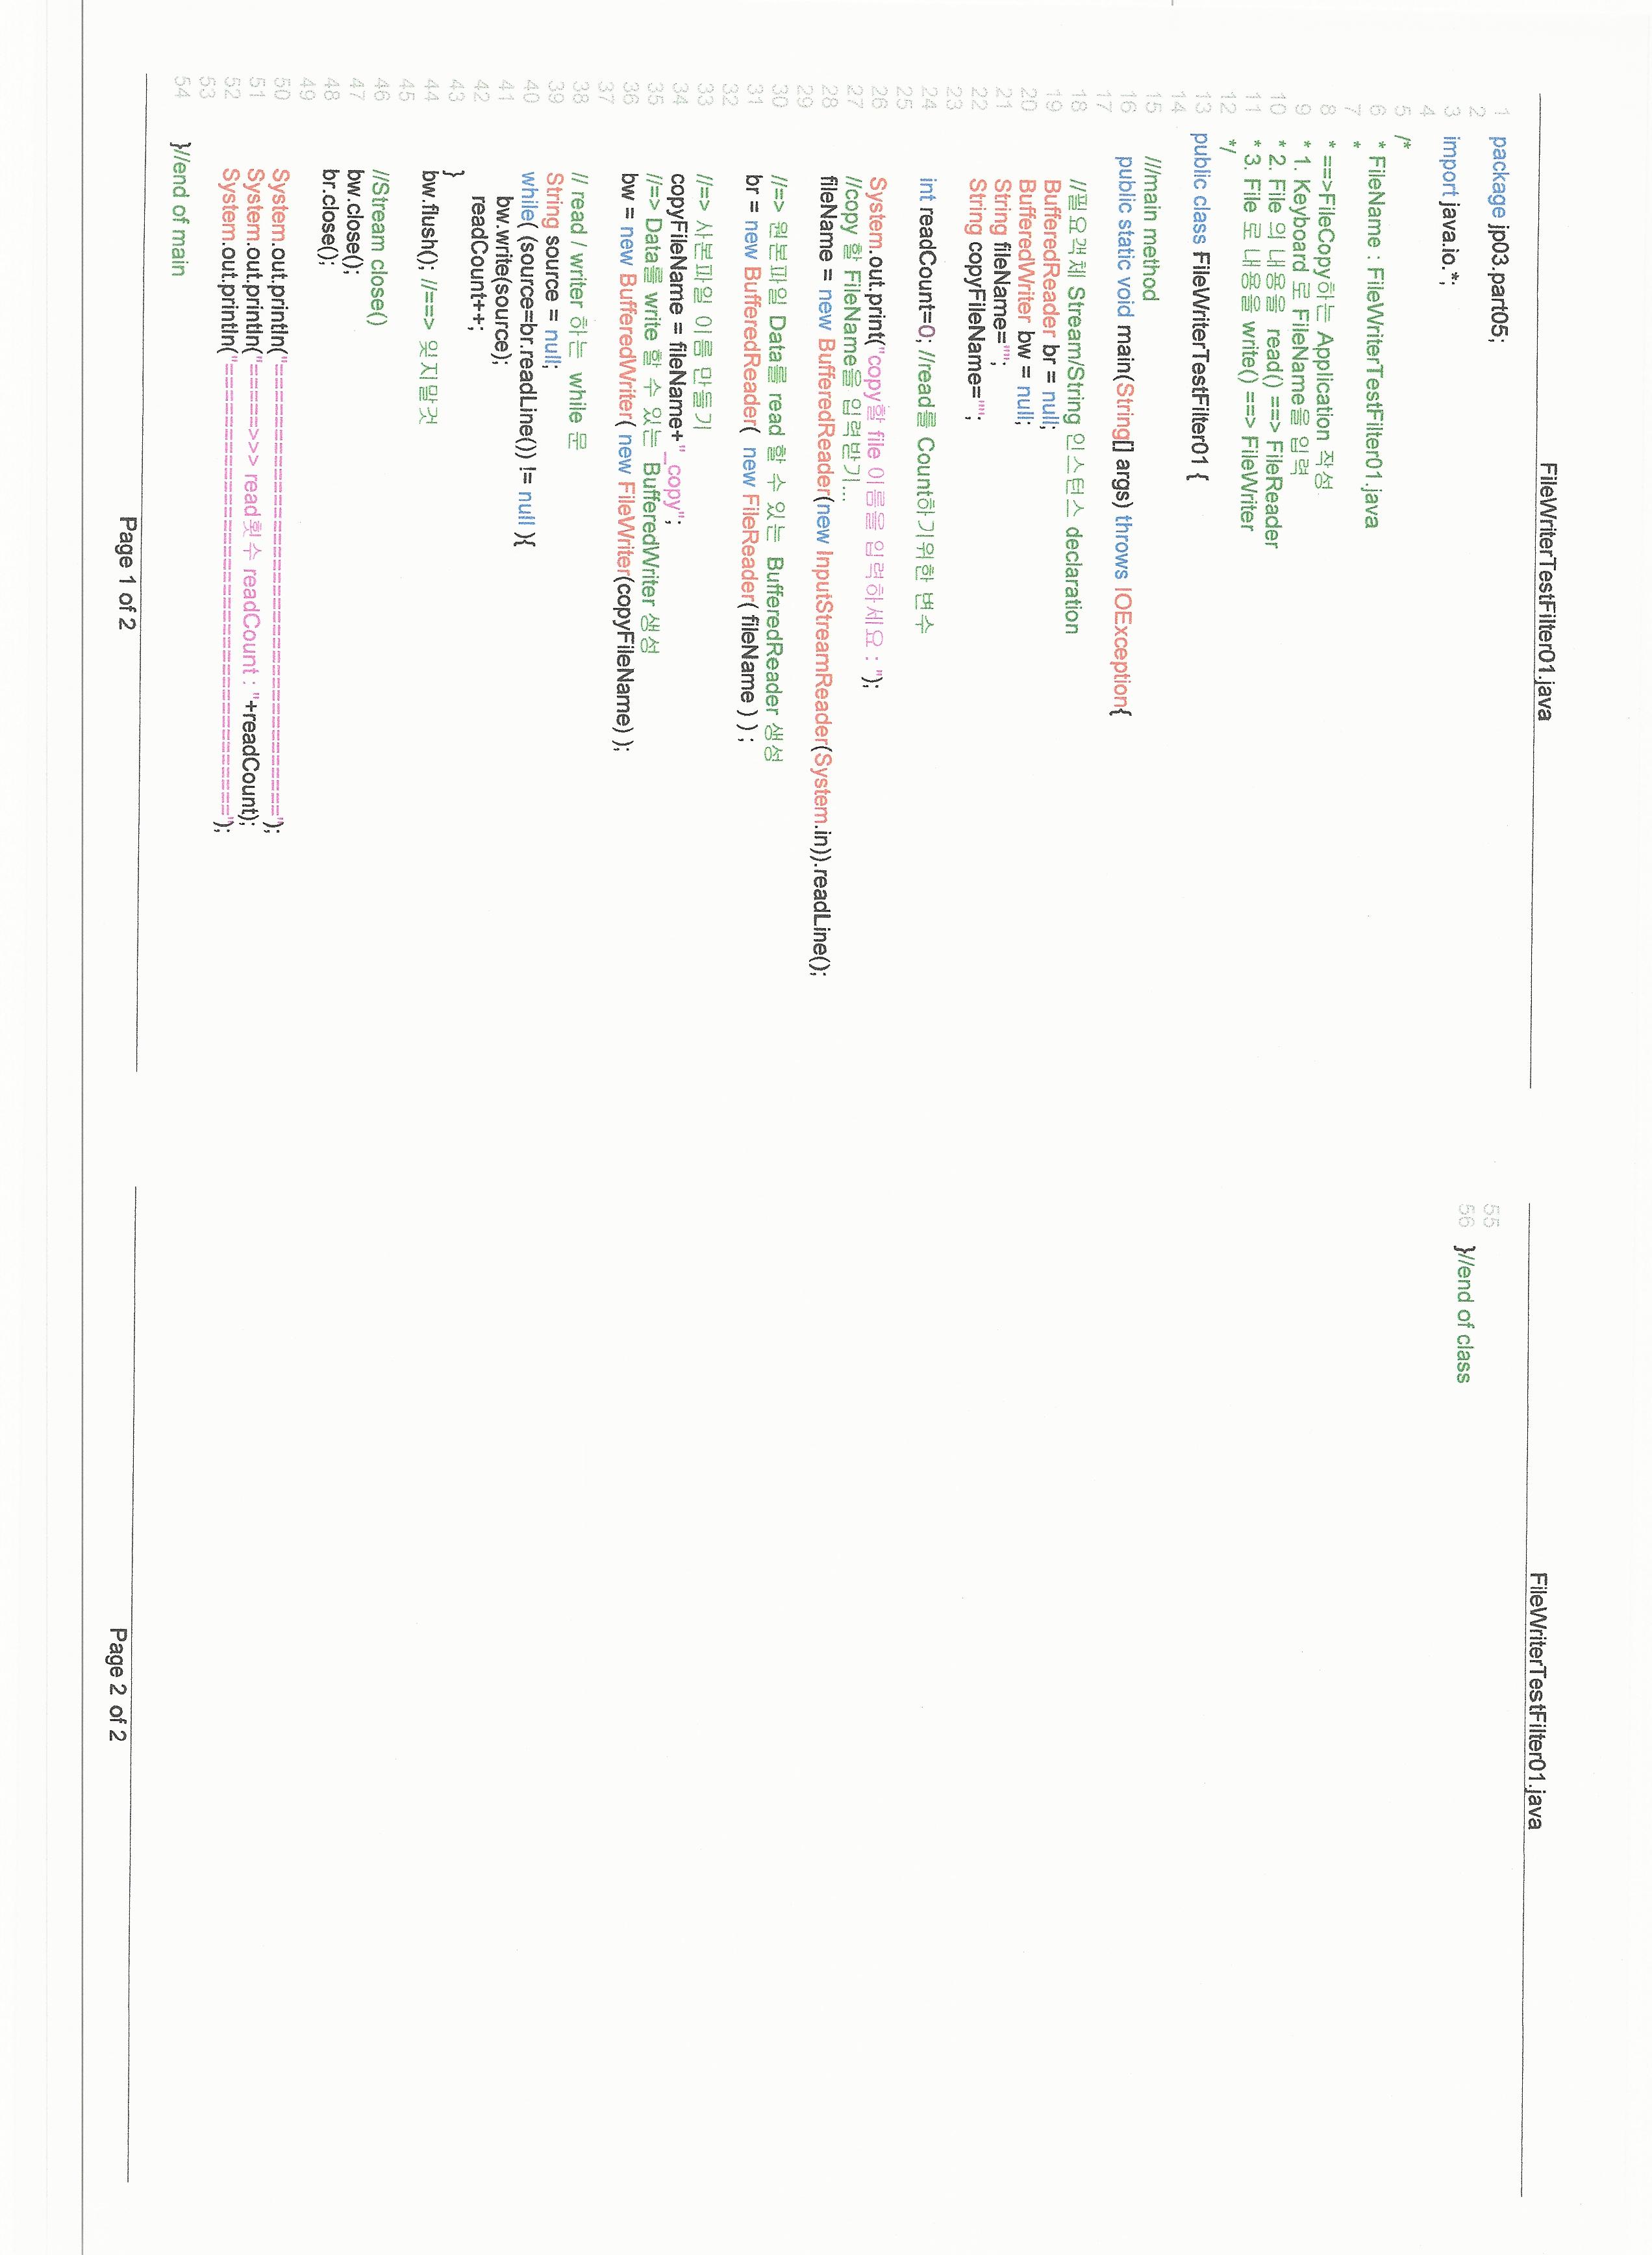 FileWriterTestFilter01.java
1 package jp03.part05;
2
3 import java.io.*;
4
5 /*
6 * FileName : FileWriterTestFilter01.java
7 *
8 * ==>FileCopy하는 Application 작성
9 * 1. Keyboard 로 FileName을 입력
10 * 2. File 의내용을 read() ==> FileReader
11 * 3. File 로 내용을 write() ==> FileWriter
12 */
13 public class FileWriterTestFilter01 {
14
15 ///main method
16 public static void main(String[] args) throws IOException{
17
18 //필요객체 Stream/String 인스턴스 declaration
19 BufferedReader br = null;
20 BufferedWriter bw = null;
21 String fileName="";
22 String copyFileName="";
23
24 int readCount=0; //read를 Count하기위한 변수
25
26 System.out.print("copy할 file 이름을 입력하세요 : ");
27 //copy 할 FileName을 입력받기...
28 fileName = new BufferedReader(new InputStreamReader(System.in)).readLine();
29
30 //=> 원본파일 Data를 read 할 수 있는 BufferedReader 생성
31 br = new BufferedReader( new FileReader( fileName ) ) ;
32
33 //=> 사본파일 이름 만들기
34 copyFileName = fileName+"_copy";
35 //=> Data를 write 할 수 있는 BufferedWriter 생성
36 bw = new BufferedWriter( new FileWriter(copyFileName) );
37
38 // read / writer 하는 while 문
39 String source = null;
40 while( (source=br.readLine()) != null ){
41 bw.write(source);
42 readCount++;
43 }
44 bw.flush(); //==> 잊지말것
45
46 //Stream close()
47 bw.close();
48 br.close();
49
50 System.out.println("===================================");
51 System.out.println("======>>> read횟수 readCount : "+readCount);
52 System.out.println("===================================");
53
54 }//end of main
Page 1 of 2
FileWriterTestFilter01.java
55
56 }//end of class
Page 2 of 2